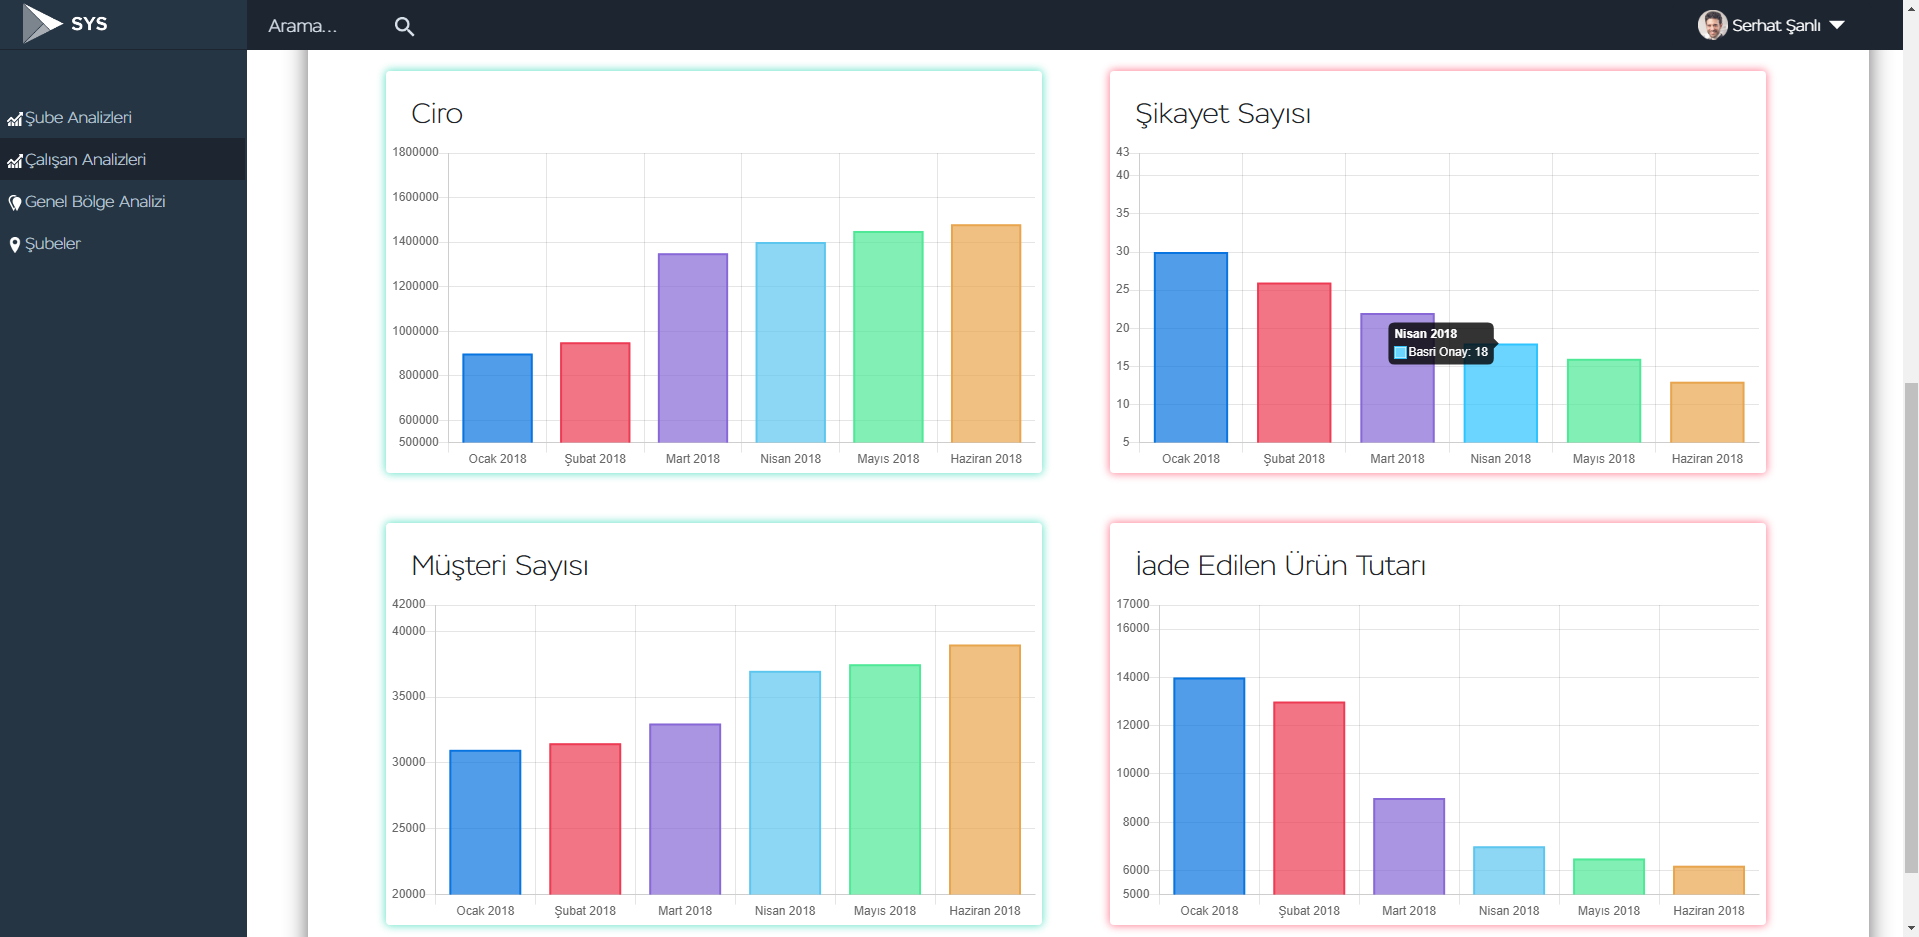 SYS
Arama...
Serhat Şanlı
Şube Analizleri
Çalışan Analizleri
Genel Bölge Analizi
Şubeler
Ciro
1800000
1600000
1400000
1200000
1000000
800000
600000
500000
Ocak 2018 Şubat 2018 Mart 2018 Nisan 2018 Mayıs 2018 Haziran 2018
Şikayet Sayısı
43
40
35
30
25
20
15
10
5
Nisan 2018
Basri Onay: 18
Ocak 2018 Şubat 2018 Mart 2018 Nisan 2018 Mayıs 2018 Haziran 2018
Müşteri Sayısı
42000
40000
35000
30000
25000
20000
Ocak 2018 Şubat 2018 Mart 2018 Nisan 2018 Mayıs 2018 Haziran 2018
İade Edilen Ürün Tutarı
17000
16000
14000
12000
10000
8000
6000
5000
Ocak 2018 Şubat 2018 Mart 2018 Nisan 2018 Mayıs 2018 Haziran 2018